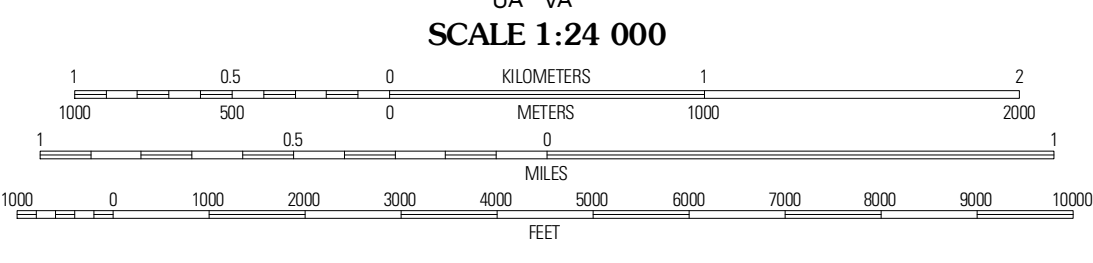 SCALE 1:24 000
1 0.5 0 KILOMETERS 1 2
1000 500 0 METERS 1000 2000
1 0.5 0 1
MILES
1000 0 1000 2000 3000 4000 5000 6000 7000 8000 9000 10000
FEET